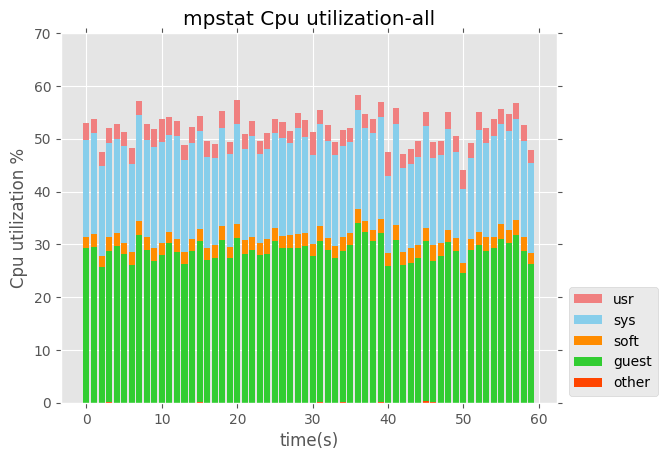 mpstat Cpu utilization-all
70
60
50
40
30
20
10
0
Cpu utilization %
0 10 20 30 40 50 60
time(s)
usr
sys
soft
guest
other